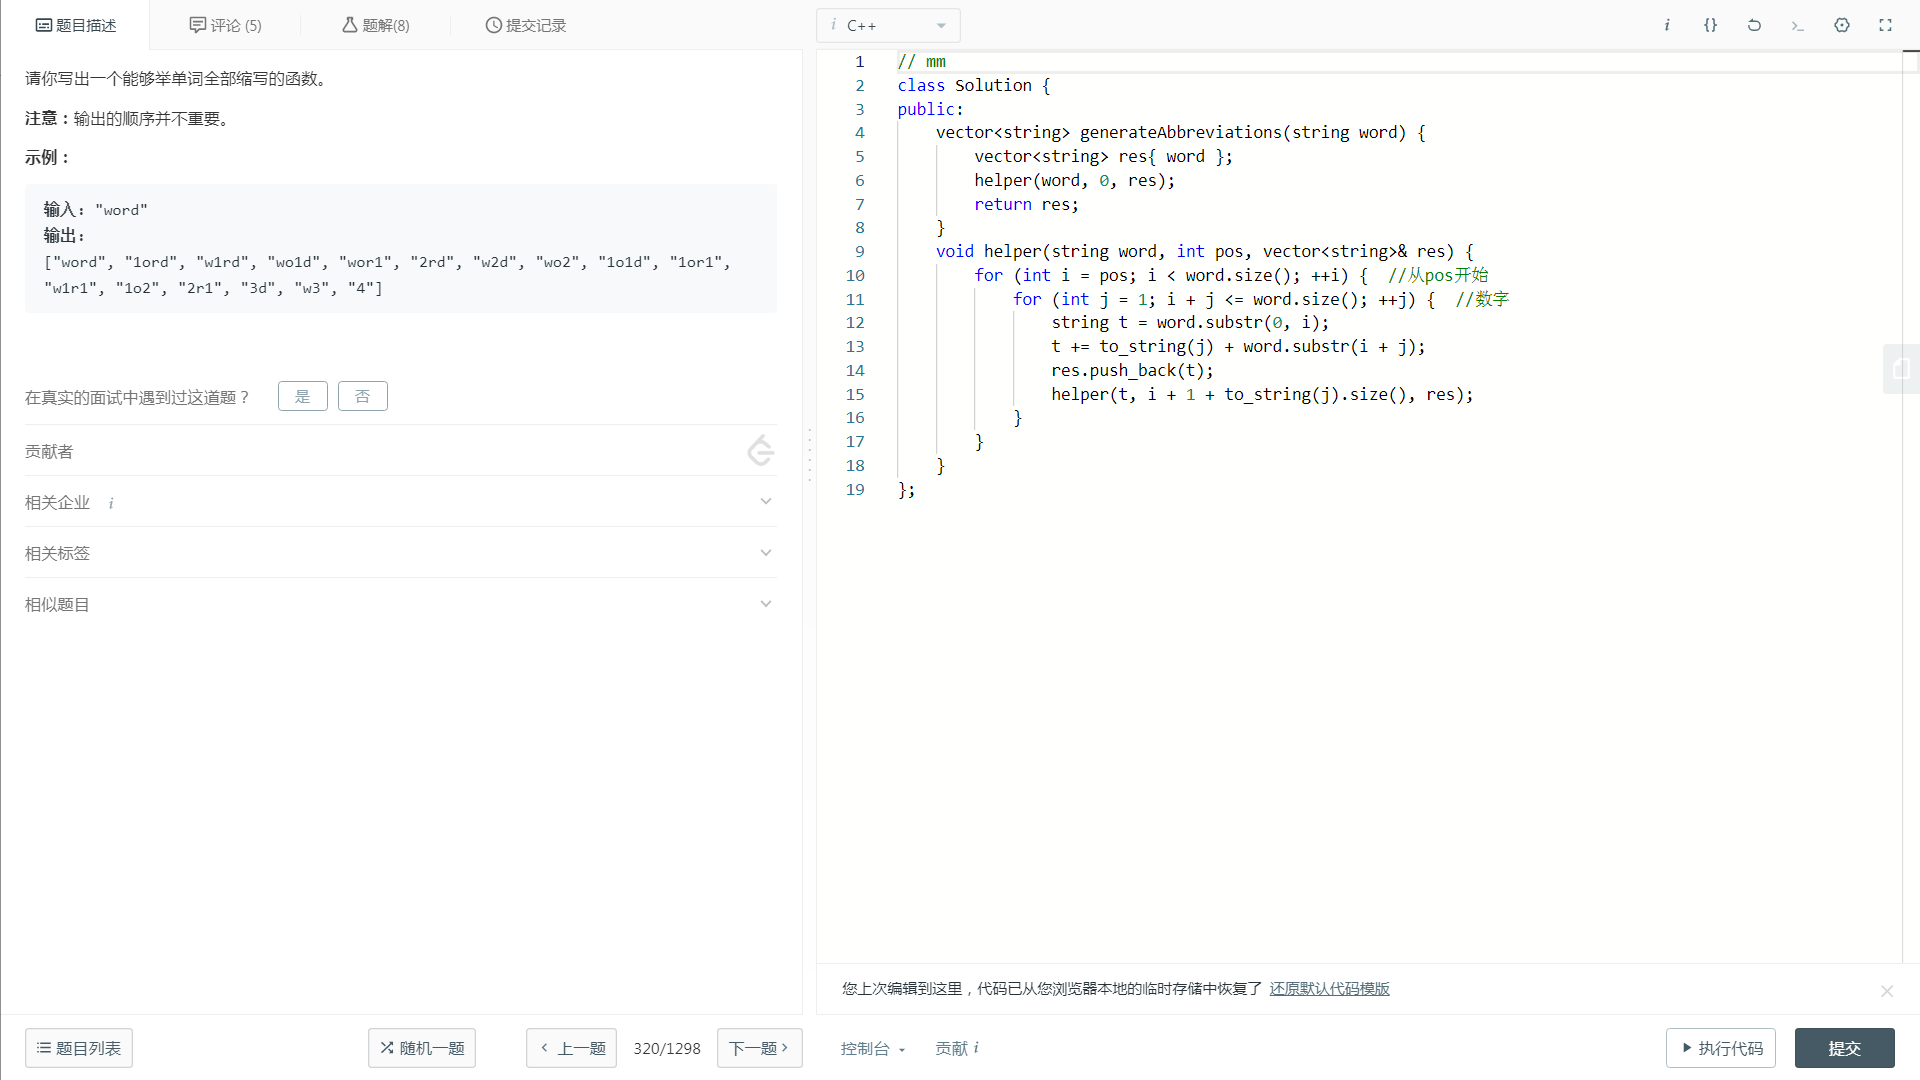 题目描述
评论 (5)
题解(8)
提交记录
请你写出一个能够举单词全部缩写的函数。
注意：输出的顺序并不重要。
示例：
输入: "word"
输出:
["word", "1ord", "w1rd", "wo1d", "wor1", "2rd", "w2d", "wo2", "1o1d", "1or1",
"w1r1", "1o2", "2r1", "3d", "w3", "4"]
在真实的面试中遇到过这道题？
是
否
贡献者
相关企业 i
相关标签
相似题目
题目列表
随机一题
上一题
320/1298
下一题
i C++
i {} >_
1 // mm
2 class Solution {
3 public:
4 vector<string> generateAbbreviations(string word) {
5 vector<string> res{ word };
6 helper(word, 0, res);
7 return res;
8 }
9 void helper(string word, int pos, vector<string>& res) {
10 for (int i = pos; i < word.size(); ++i) { //从pos开始
11 for (int j = 1; i + j <= word.size(); ++j) { //数字
12 string t = word.substr(0, i);
13 t += to_string(j) + word.substr(i + j);
14 res.push_back(t);
15 helper(t, i + 1 + to_string(j).size(), res);
16 }
17 }
18 }
19 };
您上次编辑到这里，代码已从您浏览器本地的临时存储中恢复了 还原默认代码模版
控制台
贡献 i
执行代码
提交